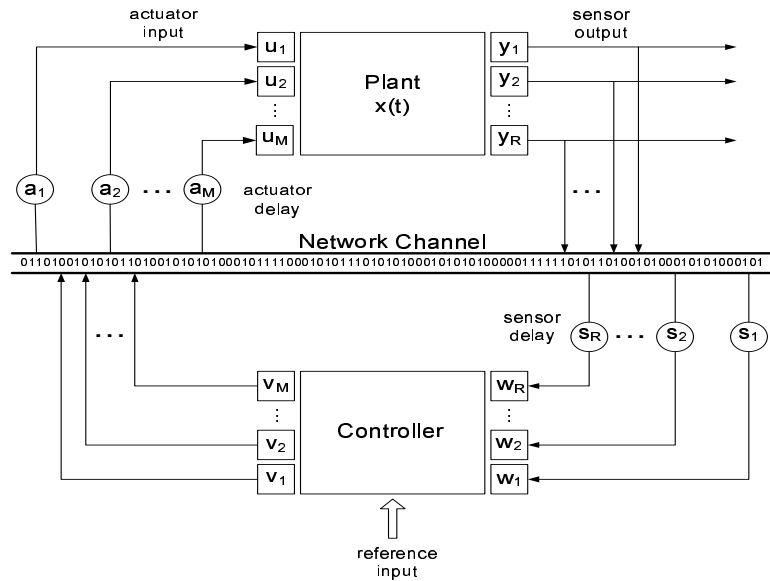 actuator
input
sensor
output
u1
Plant
x(t)
y1
u2
y2
⋮
⋮
uM
yR
a1
a2
...
aM
actuator
delay
...
Network Channel
sensor
delay
sR
...
s2
s1
...
vM
wR
⋮
⋮
Controller
v2
w2
v1
w1
reference
input